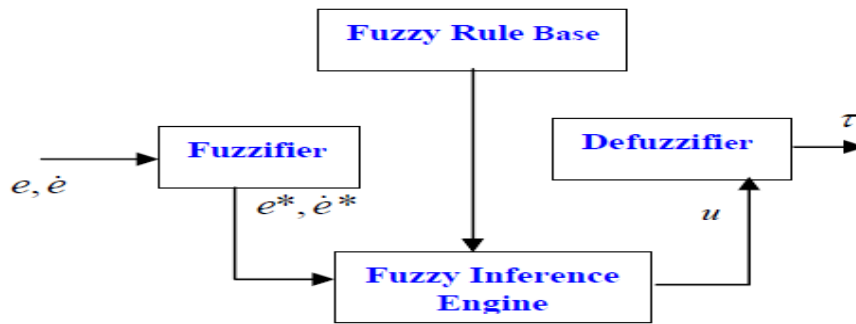 Fuzzy Rule Base
Fuzzifier
Defuzzifier
τ
e, ė
e*, ė*
u
Fuzzy Inference
Engine